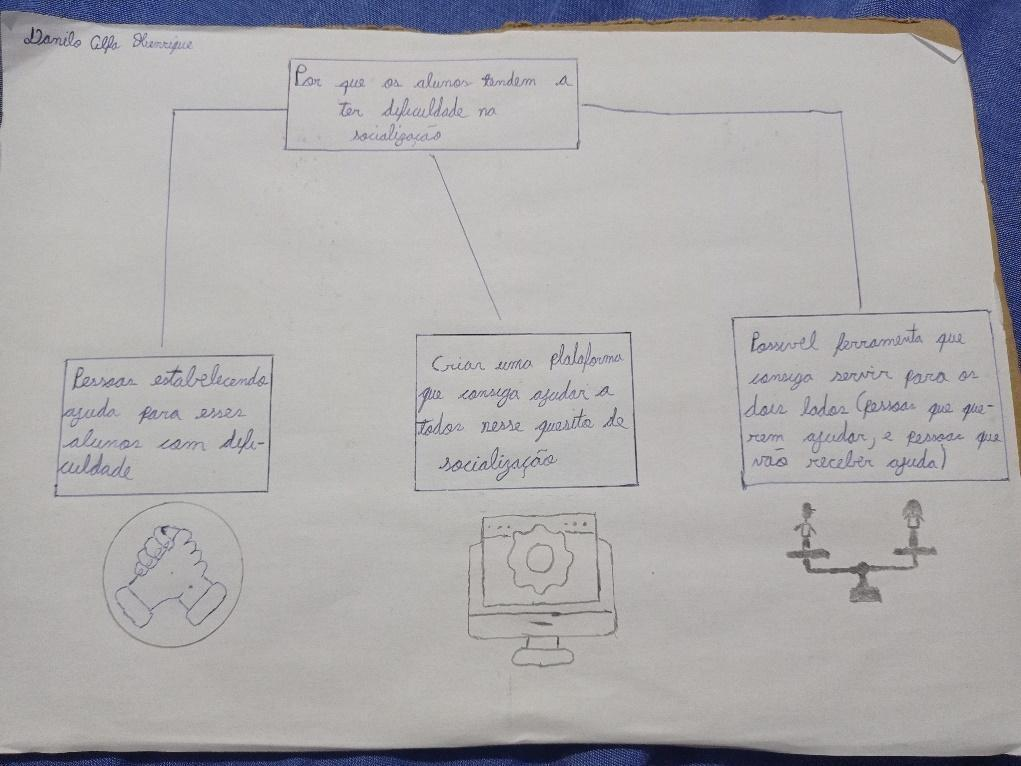 Danilo Alfa Henrique
Por que os alunos tendem a
ter dificuldade na
socialização
Pessoas estabelecendo
ajuda para esses
alunos com difi-
culdade
Criar uma plataforma
que consiga ajudar a
todos nesse quesito de
socialização
Possivel ferramenta que
consiga servir para os
dois lados (pessoas que que-
rem ajudar, e pessoas que
vão receber ajuda)